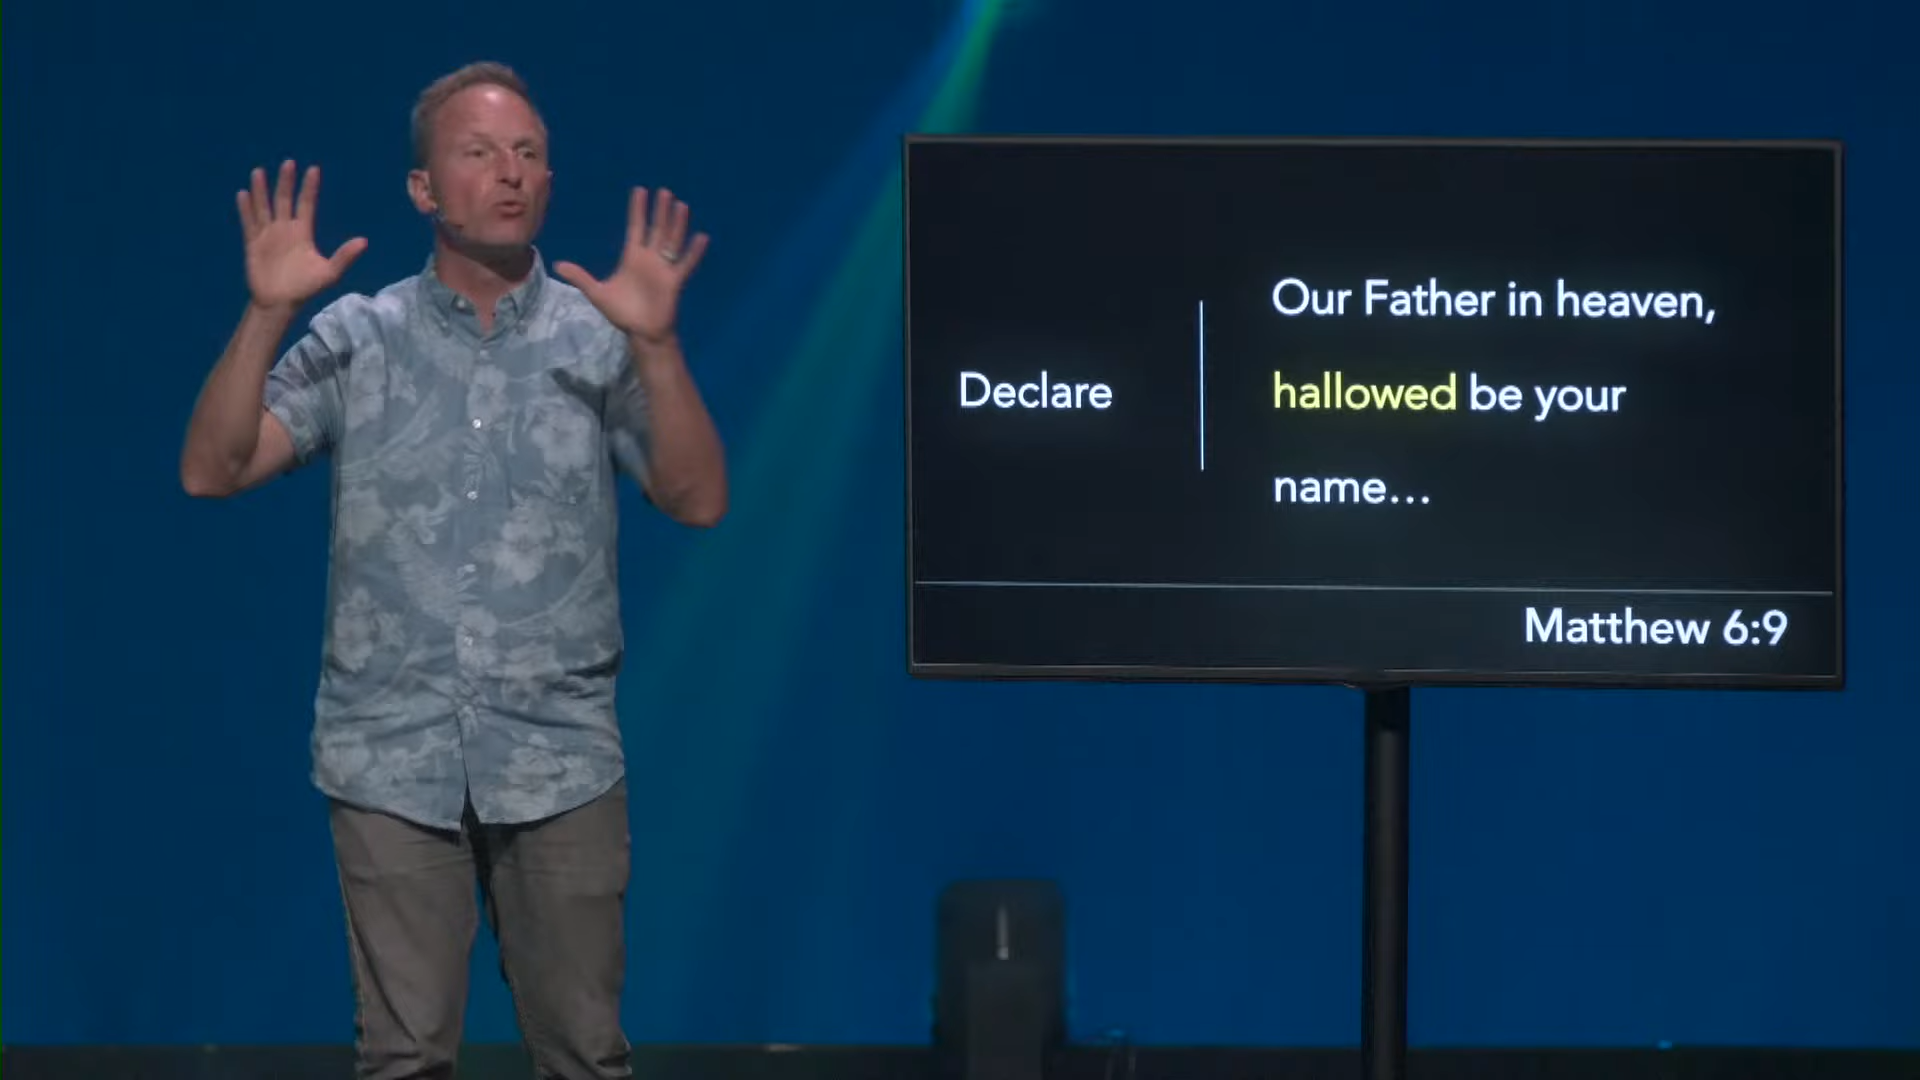 Declare
Our Father in heaven,
hallowed be your
name...
Matthew 6:9